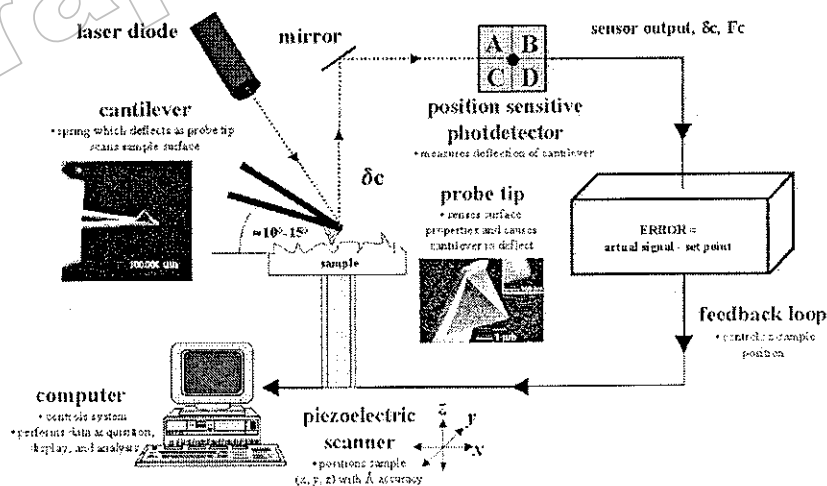 laser diode
mirror
A B
C D
sensor output, δc, Fc
cantilever
• spring which deflects as probe tip
scans sample surface
position sensitive
photdetector
• measures deflection of cantilever
δc
≈10°-15°
probe tip
• senses surface
properties and causes
cantilever to deflect
ERROR =
actual signal - set point
sample
feedback loop
• controls z-sample
position
computer
• controls system
• performs data acquisition,
display, and analysis
piezoelectric
scanner
• positions sample
(x, y, z) with Å accuracy
z
y
x